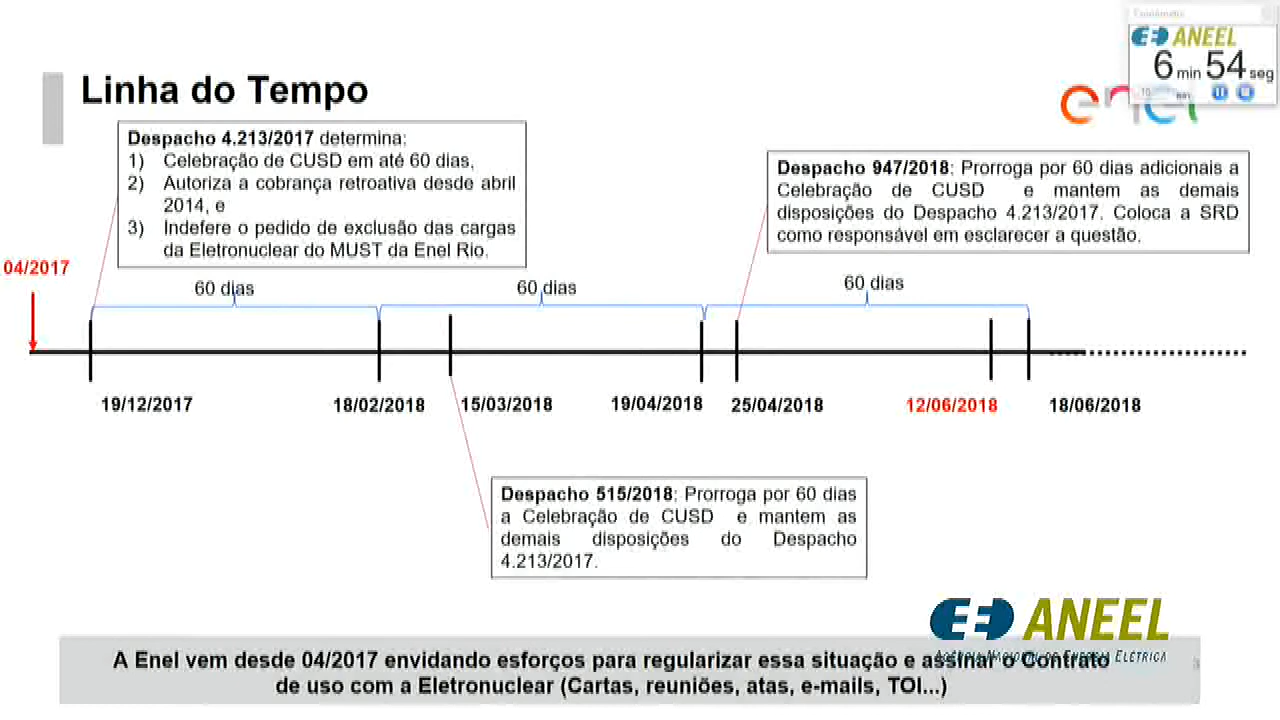 Cronômetro
ANEEL
6 min 54 seg
Linha do Tempo
enel
Despacho 4.213/2017 determina:
1) Celebração de CUSD em até 60 dias,
2) Autoriza a cobrança retroativa desde abril
2014, e
3) Indefere o pedido de exclusão das cargas
da Eletronuclear do MUST da Enel Rio.
Despacho 947/2018: Prorroga por 60 dias adicionais a
Celebração de CUSD e mantem as demais
disposições do Despacho 4.213/2017. Coloca a SRD
como responsável em esclarecer a questão.
04/2017
60 dias
60 dias
60 dias
19/12/2017
18/02/2018
15/03/2018
19/04/2018
25/04/2018
12/06/2018
18/06/2018
Despacho 515/2018: Prorroga por 60 dias
a Celebração de CUSD e mantem as
demais disposições do Despacho
4.213/2017.
ANEEL
Agência Nacional de Energia Elétrica
A Enel vem desde 04/2017 envidando esforços para regularizar essa situação e assinar o Contrato
de uso com a Eletronuclear (Cartas, reuniões, atas, e-mails, TOI...)